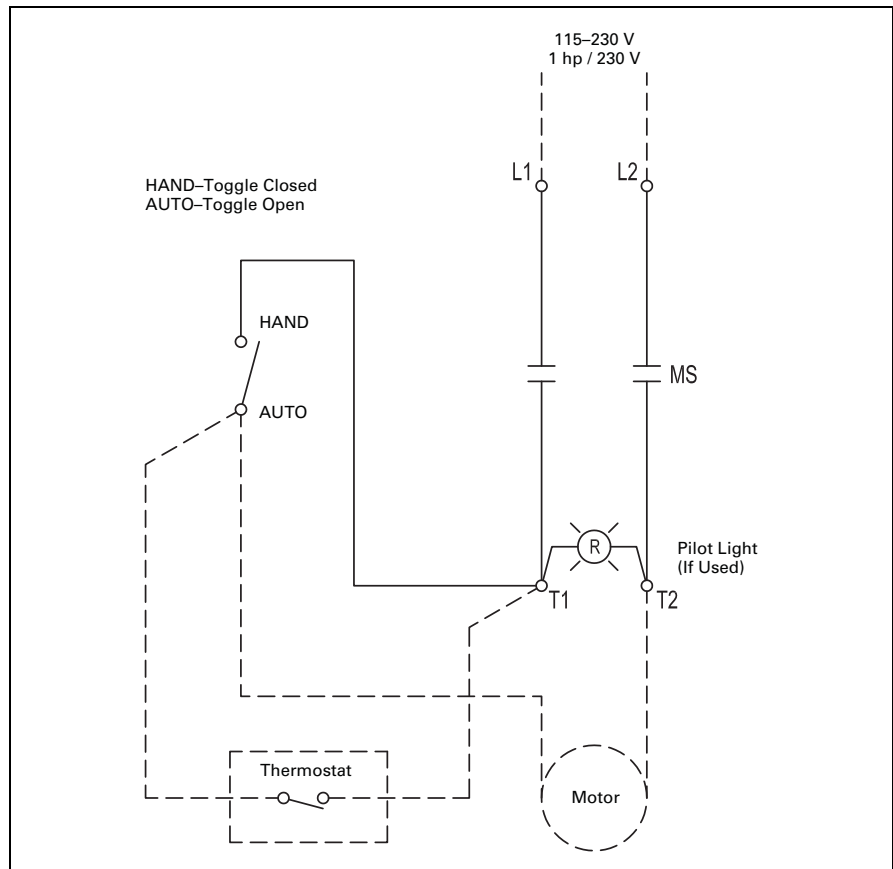 115–230 V
1 hp / 230 V
L1
L2
HAND–Toggle Closed
AUTO–Toggle Open
HAND
MS
AUTO
R
Pilot Light
(If Used)
T1
T2
Thermostat
Motor